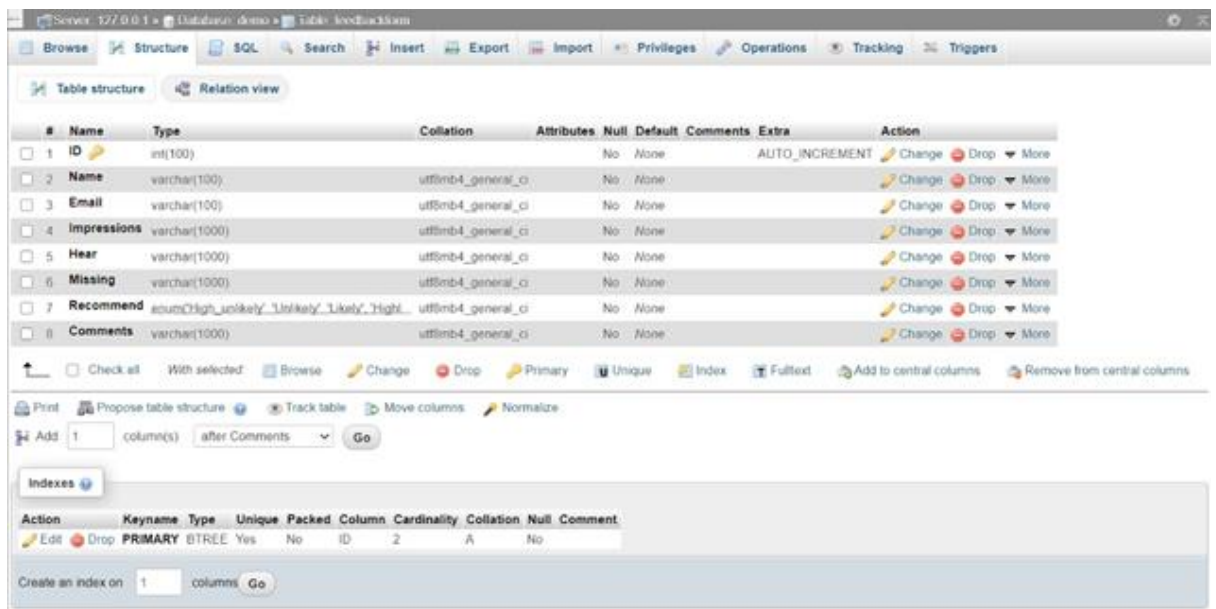 Server: 127.0.0.1 » Database: demo » Table: feedbackform
Browse Structure SQL Search Insert Export Import Privileges Operations Tracking Triggers
Table structure Relation view
# Name Type Collation Attributes Null Default Comments Extra Action
1 ID int(100) No None AUTO_INCREMENT Change Drop More
2 Name varchar(100) utf8mb4_general_ci No None Change Drop More
3 Email varchar(100) utf8mb4_general_ci No None Change Drop More
4 Impressions varchar(1000) utf8mb4_general_ci No None Change Drop More
5 Hear varchar(1000) utf8mb4_general_ci No None Change Drop More
6 Missing varchar(1000) utf8mb4_general_ci No None Change Drop More
7 Recommend enum('High_unlikely', 'Unlikely', 'Likely', 'Highl... utf8mb4_general_ci No None Change Drop More
8 Comments varchar(1000) utf8mb4_general_ci No None Change Drop More
Check all With selected: Browse Change Drop Primary Unique Index Fulltext Add to central columns Remove from central columns
Print Propose table structure Track table Move columns Normalize
Add 1 column(s) after Comments Go
Indexes
Action Keyname Type Unique Packed Column Cardinality Collation Null Comment
Edit Drop PRIMARY BTREE Yes No ID 2 A No
Create an index on 1 columns Go